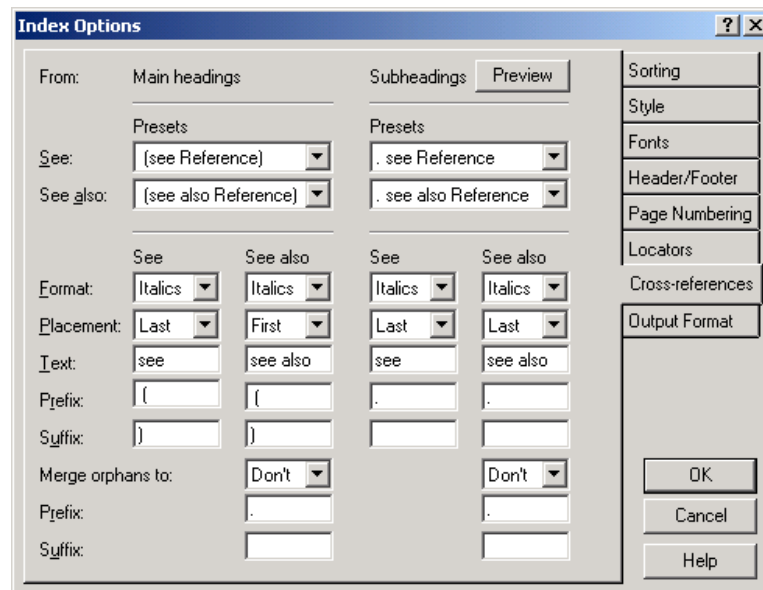 Index Options
From: Main headings Subheadings Preview
Presets Presets
See: (see Reference) . see Reference
See also: (see also Reference) . see also Reference
See See also See See also
Format: Italics Italics Italics Italics
Placement: Last First Last Last
Text: see see also see see also
Prefix: ( ( . .
Suffix: ) )
Merge orphans to: Don't Don't
Prefix: . .
Suffix:
Sorting
Style
Fonts
Header/Footer
Page Numbering
Locators
Cross-references
Output Format
OK
Cancel
Help